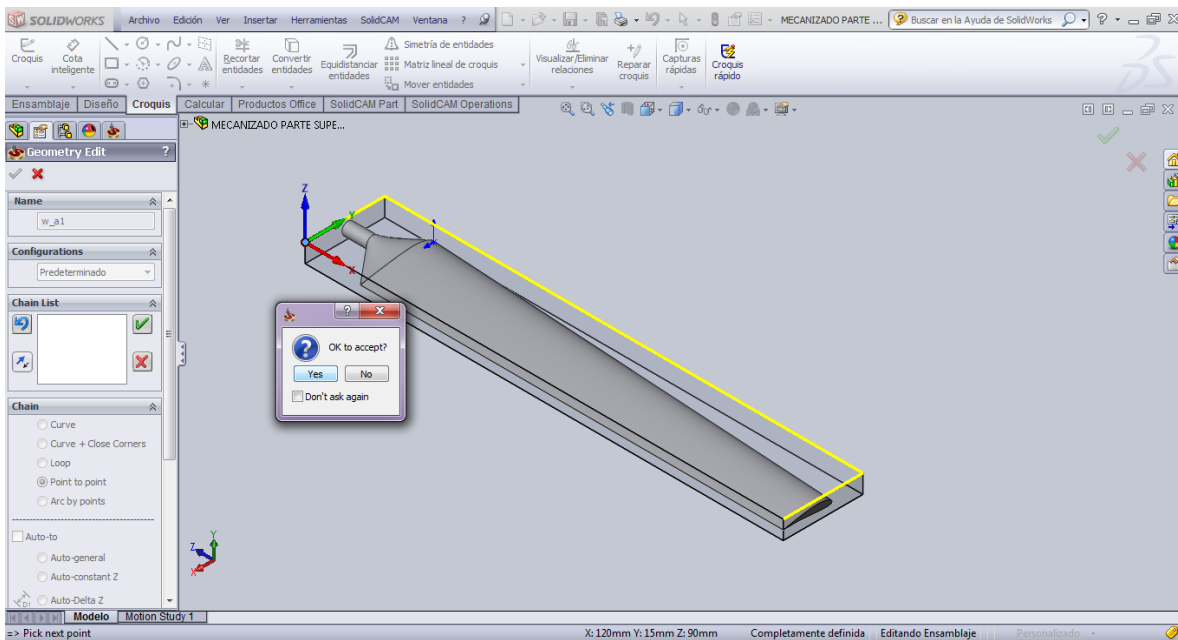 SOLIDWORKS Archivo Edición Ver Insertar Herramientas SolidCAM Ventana ? MECANIZADO PARTE ... Buscar en la Ayuda de SolidWorks ?
Croquis Cota inteligente Recortar entidades Convertir entidades Equidistanciar entidades Simetría de entidades Visualizar/Eliminar relaciones Reparar croquis Capturas rápidas Croquis rápido
Matriz lineal de croquis
Mover entidades
Ensamblaje Diseño Croquis Calcular Productos Office SolidCAM Part SolidCAM Operations
MECANIZADO PARTE SUPE...
Geometry Edit ?
Name
w_a1
Configurations
Predeterminado
Chain List
Chain
Curve
Curve + Close Corners
Loop
Point to point
Arc by points
Auto-to
Auto-general
Auto-constant Z
Auto-Delta Z
Z
Y
X
OK to accept?
Yes No
Don't ask again
Y
Z
X
Modelo Motion Study 1
=> Pick next point X: 120mm Y: 15mm Z: 90mm Completamente definida Editando Ensamblaje Personalizado